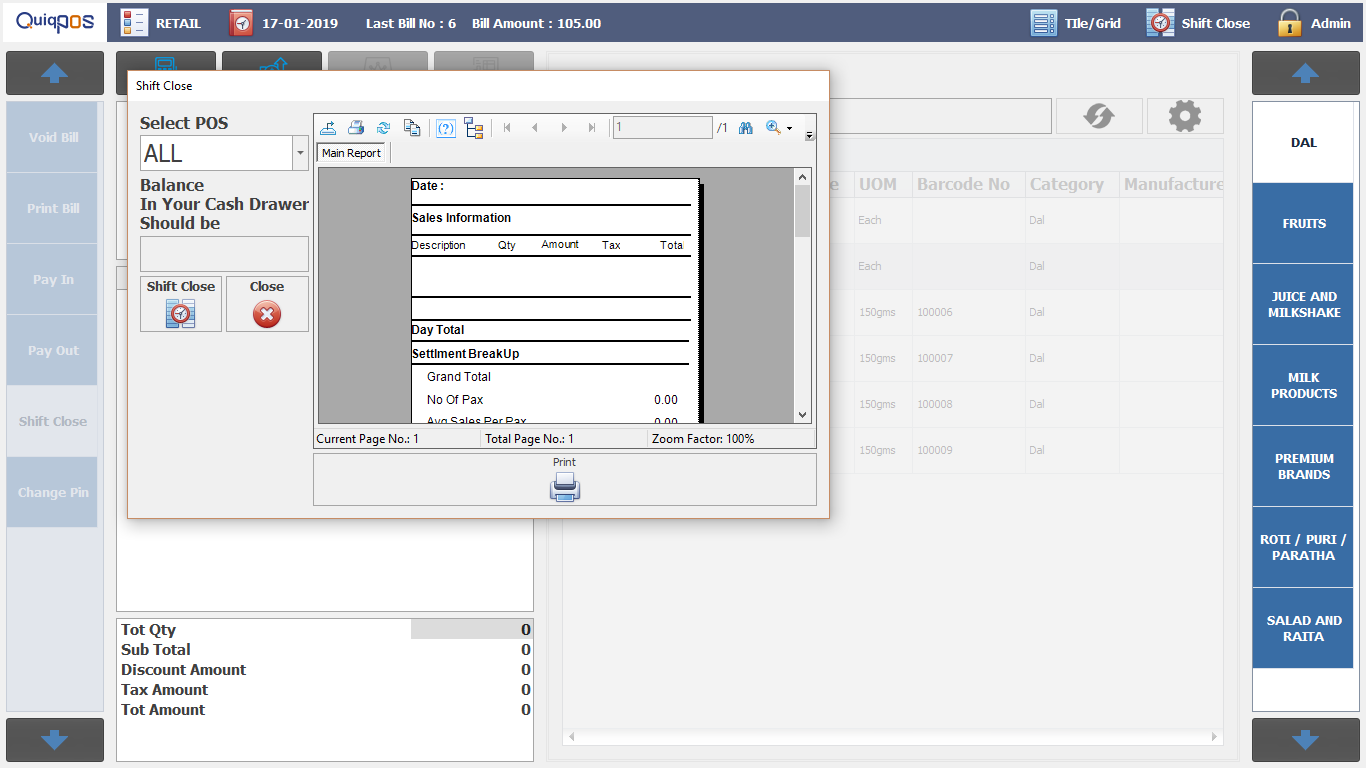 QuiqPOS
RETAIL
17-01-2019
Last Bill No : 6
Bill Amount : 105.00
TIle/Grid
Shift Close
Admin
Void Bill
Print Bill
Pay In
Pay Out
Shift Close
Change Pin
Shift Close
Select POS
ALL
Balance
In Your Cash Drawer
Should be
Shift Close
Close
1
/1
Main Report
Date :
Sales Information
Description Qty Amount Tax Total
Day Total
Settlment BreakUp
Grand Total
No Of Pax 0.00
Avg Sales Per Pax 0.00
Current Page No.: 1
Total Page No.: 1
Zoom Factor: 100%
Print
e UOM Barcode No Category Manufacture
Each Dal
Each Dal
150gms 100006 Dal
150gms 100007 Dal
150gms 100008 Dal
150gms 100009 Dal
Tot Qty 0
Sub Total 0
Discount Amount 0
Tax Amount 0
Tot Amount 0
DAL
FRUITS
JUICE AND
MILKSHAKE
MILK
PRODUCTS
PREMIUM
BRANDS
ROTI / PURI /
PARATHA
SALAD AND
RAITA